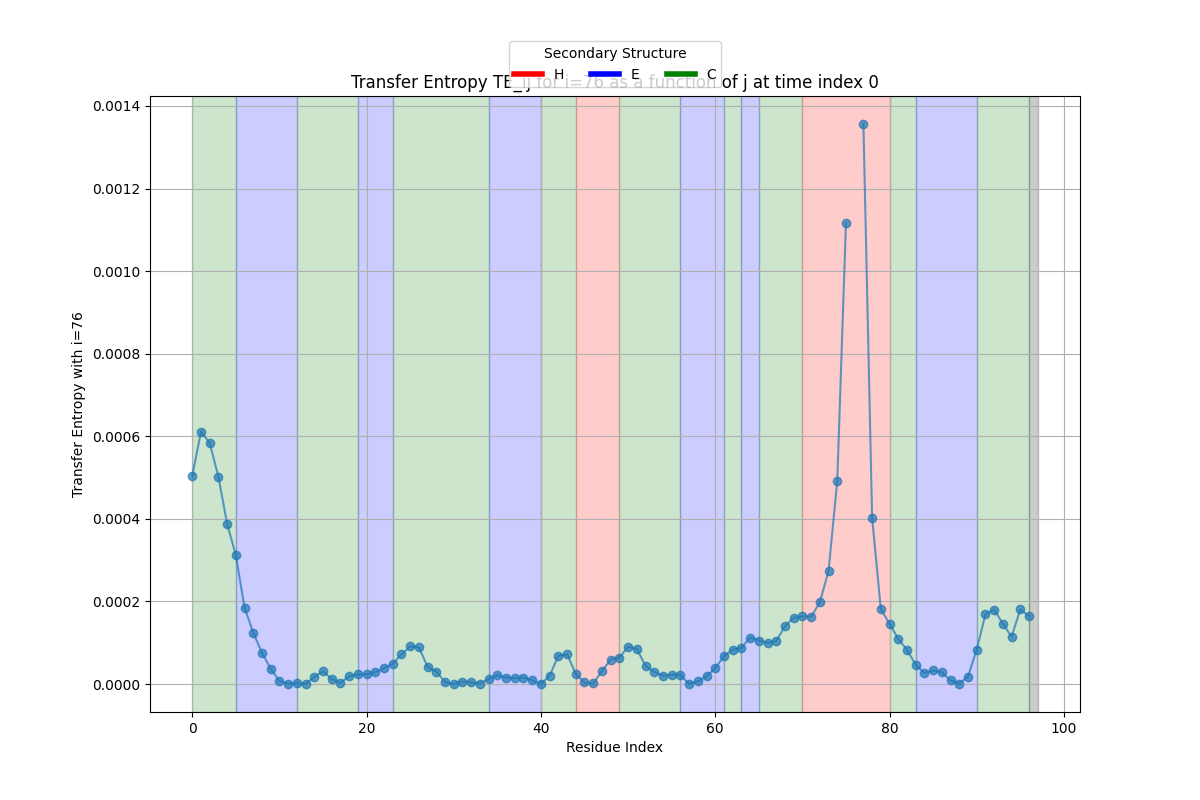 Secondary Structure
H E C
Transfer Entropy TE_ij for i=76 as a function of j at time index 0
0.0014
0.0012
0.0010
0.0008
0.0006
0.0004
0.0002
0.0000
Transfer Entropy with i=76
0 20 40 60 80 100
Residue Index